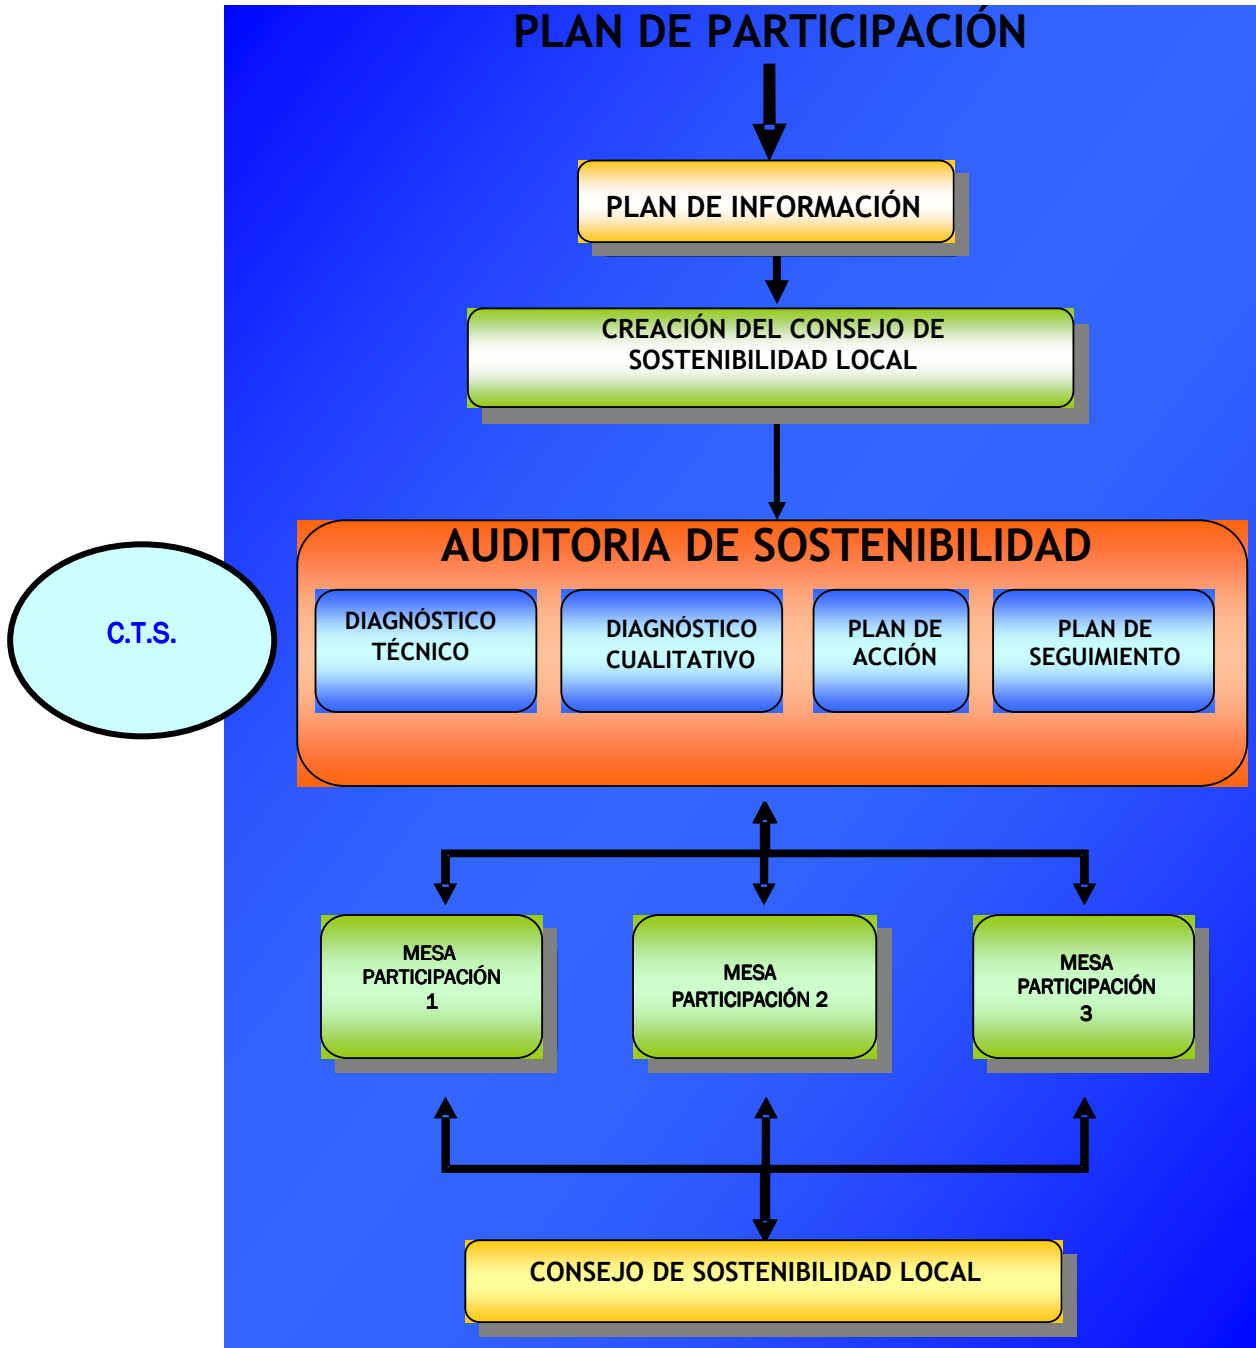 PLAN DE PARTICIPACIÓN
PLAN DE INFORMACIÓN
CREACIÓN DEL CONSEJO DE
SOSTENIBILIDAD LOCAL
AUDITORIA DE SOSTENIBILIDAD
C.T.S.
DIAGNÓSTICO
TÉCNICO
DIAGNÓSTICO
CUALITATIVO
PLAN DE
ACCIÓN
PLAN DE
SEGUIMIENTO
MESA
PARTICIPACIÓN
1
MESA
PARTICIPACIÓN 2
MESA
PARTICIPACIÓN
3
CONSEJO DE SOSTENIBILIDAD LOCAL